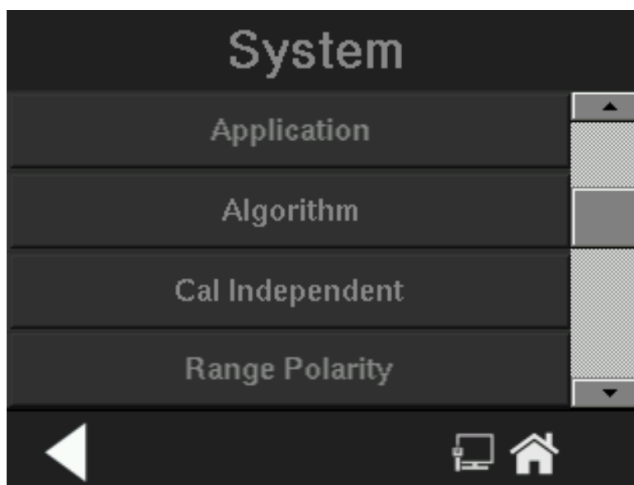 System
Application
Algorithm
Cal Independent
Range Polarity